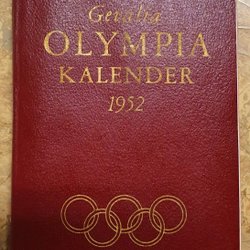 Gevalia
OLYMPIA
KALENDER
1952